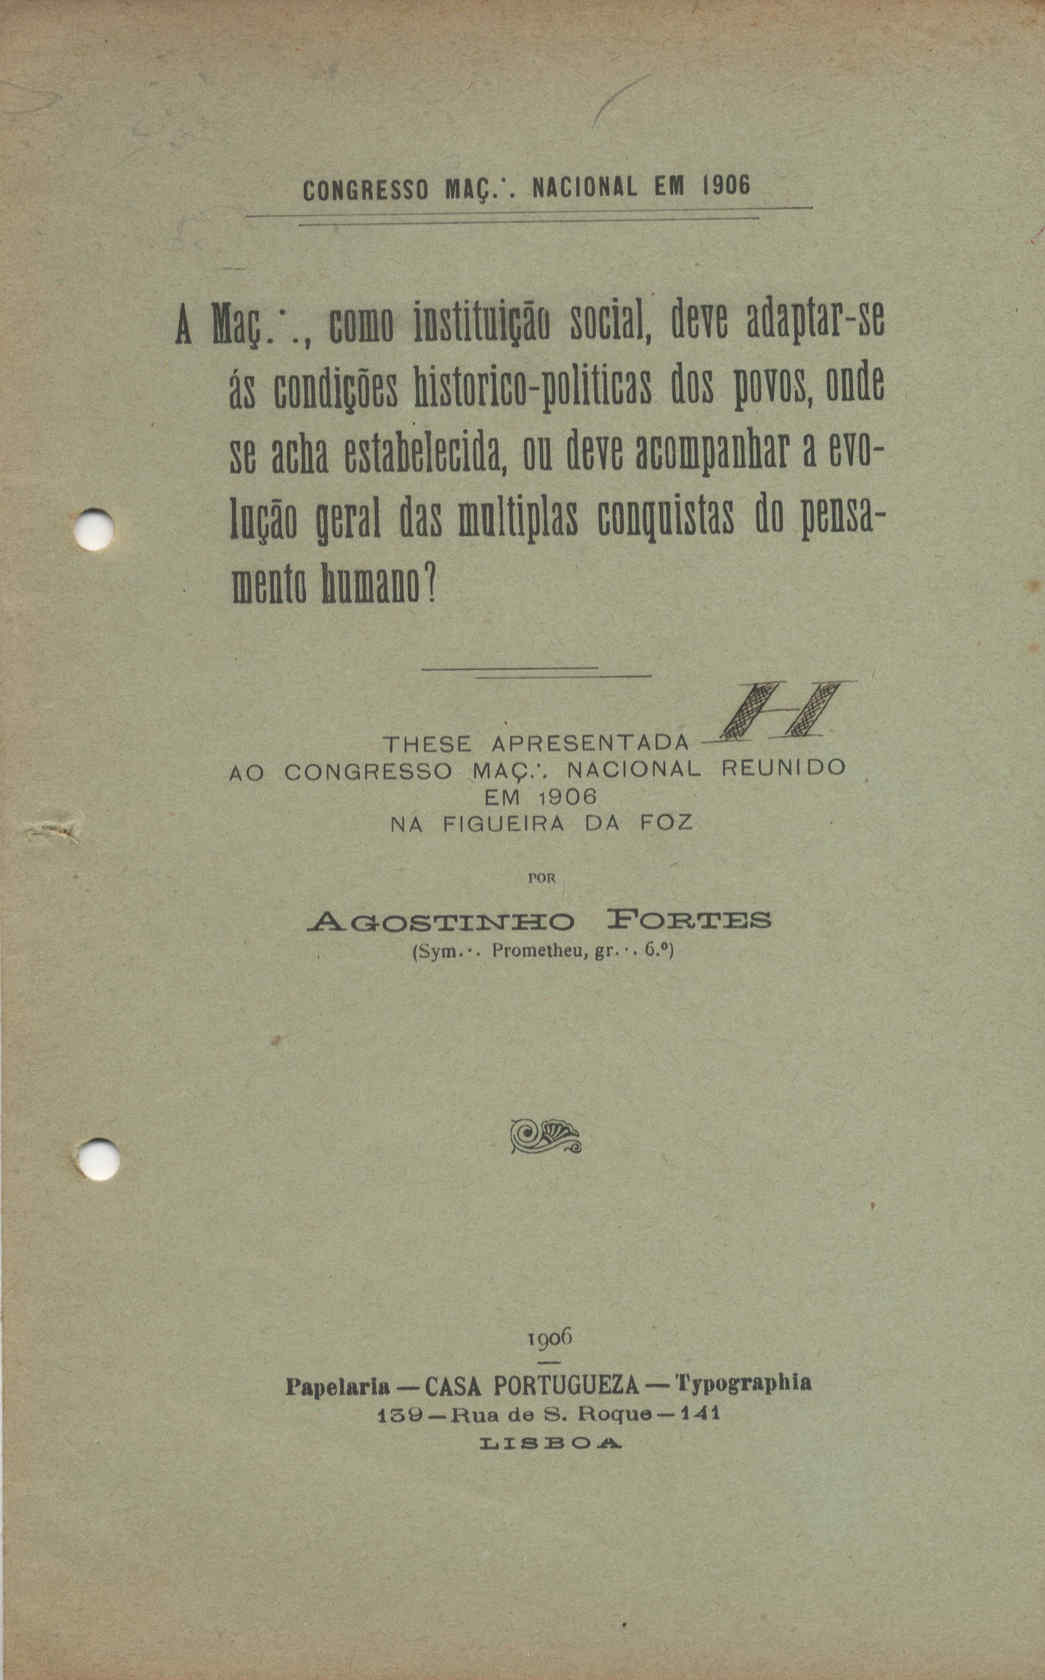 CONGRESSO MAÇ.˙. NACIONAL EM 1906
A Maç.˙., como instituição social, deve adaptar-se
ás condições historico-politicas dos povos, onde
se acha estabelecida, ou deve acompanhar a evo-
lução geral das multiplas conquistas do pensa-
mento humano?
H
THESE APRESENTADA
AO CONGRESSO MAÇ.˙. NACIONAL REUNIDO
EM 1906
NA FIGUEIRA DA FOZ
POR
AGOSTINHO FORTES
(Sym.˙. Prometheu, gr.˙. 6.º)
1906
Papelaria — CASA PORTUGUEZA — Typographia
139 — Rua de S. Roque — 141
LISBOA